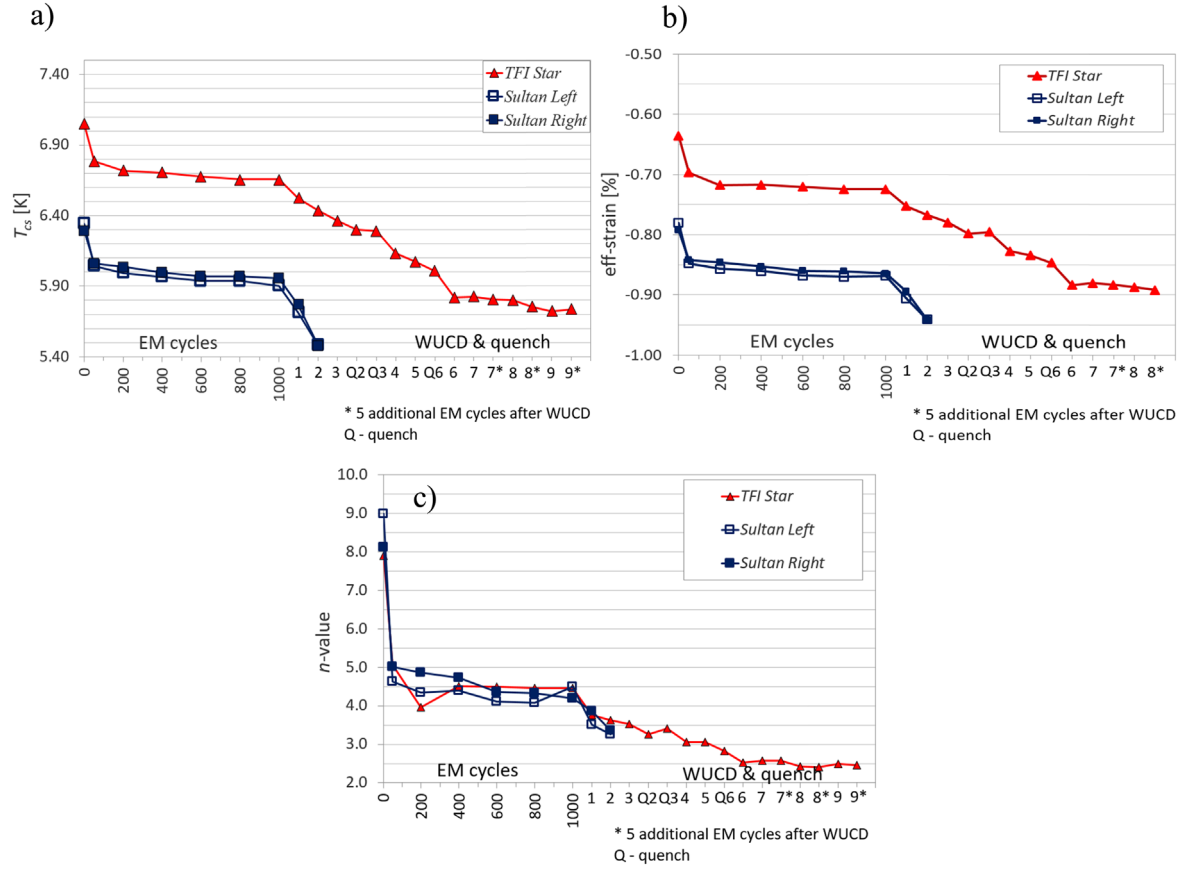 a)
7.40
6.90
6.40
5.90
5.40
T_cs [K]
TFI Star
Sultan Left
Sultan Right
EM cycles
WUCD & quench
0 200 400 600 800 1000 1 2 3 Q2 Q3 4 5 Q6 6 7 7* 8 8* 9 9*
* 5 additional EM cycles after WUCD
Q - quench
b)
-0.50
-0.60
-0.70
-0.80
-0.90
-1.00
eff-strain [%]
TFI Star
Sultan Left
Sultan Right
EM cycles
WUCD & quench
0 200 400 600 800 1000 1 2 3 Q2 Q3 4 5 Q6 6 7 7* 8 8*
* 5 additional EM cycles after WUCD
Q - quench
c)
10.0
9.0
8.0
7.0
6.0
5.0
4.0
3.0
2.0
n-value
TFI Star
Sultan Left
Sultan Right
EM cycles
WUCD & quench
0 200 400 600 800 1000 1 2 3 Q2 Q3 4 5 Q6 6 7 7* 8 8* 9 9*
* 5 additional EM cycles after WUCD
Q - quench